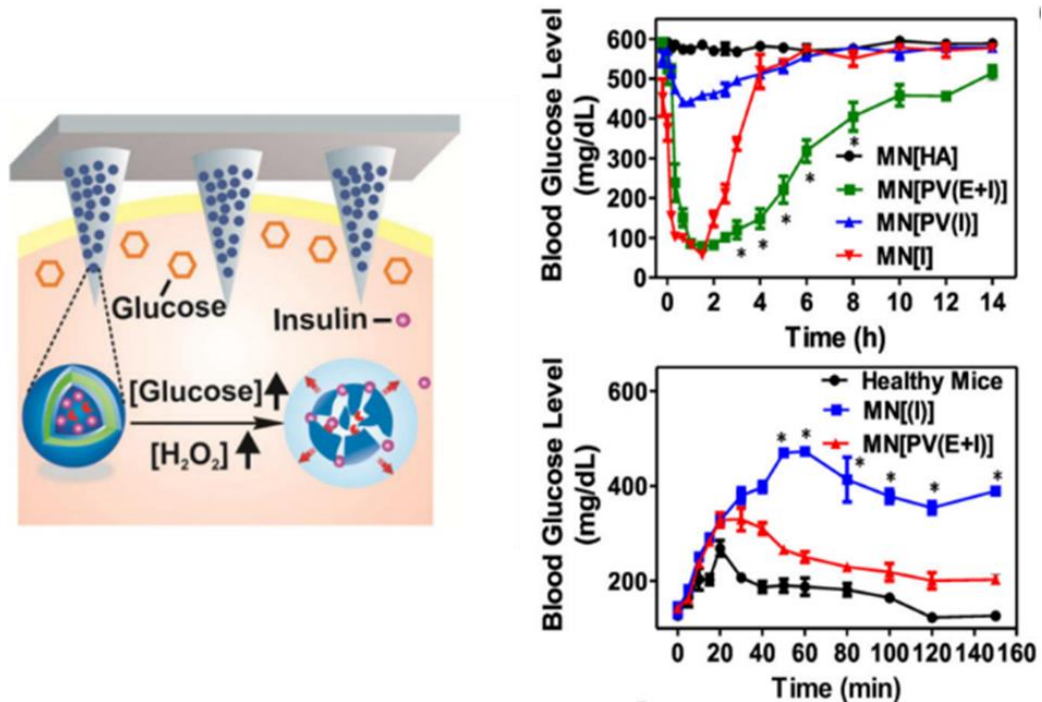 Glucose
Insulin
[Glucose]
[H₂O₂]
Blood Glucose Level
(mg/dL)
600
500
400
300
200
100
0
MN[HA]
MN[PV(E+I)]
MN[PV(I)]
MN[I]
*
*
*
*
*
0 2 4 6 8 10 12 14
Time (h)
Blood Glucose Level
(mg/dL)
600
400
200
Healthy Mice
MN[(I)]
MN[PV(E+I)]
* * * * * *
0 20 40 60 80 100 120 140 160
Time (min)